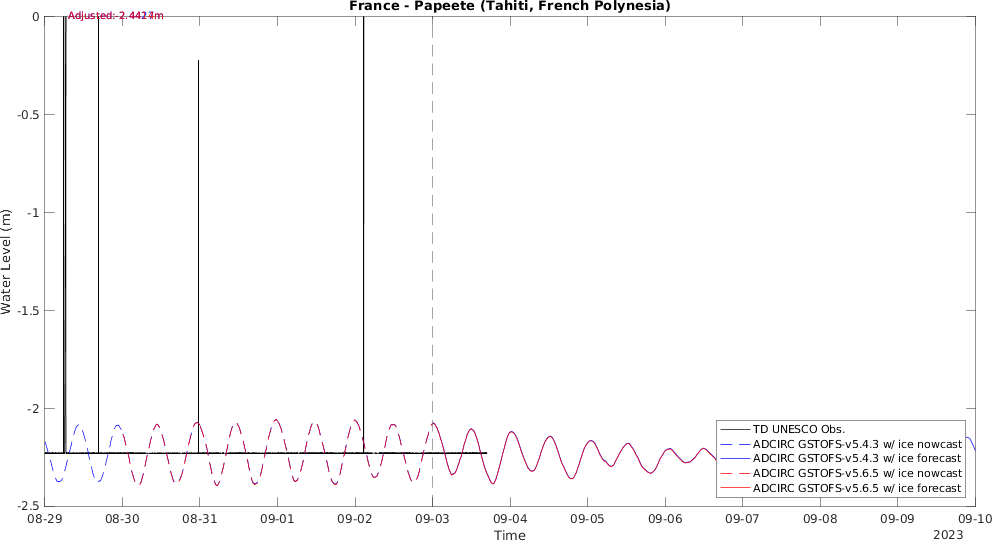 France - Papeete (Tahiti, French Polynesia)
Water Level (m)
0
-0.5
-1
-1.5
-2
-2.5
08-29 08-30 08-31 09-01 09-02 09-03 09-04 09-05 09-06 09-07 09-08 09-09 09-10
Time
2023
TD UNESCO Obs.
ADCIRC GSTOFS-v5.4.3 w/ ice nowcast
ADCIRC GSTOFS-v5.4.3 w/ ice forecast
ADCIRC GSTOFS-v5.6.5 w/ ice nowcast
ADCIRC GSTOFS-v5.6.5 w/ ice forecast